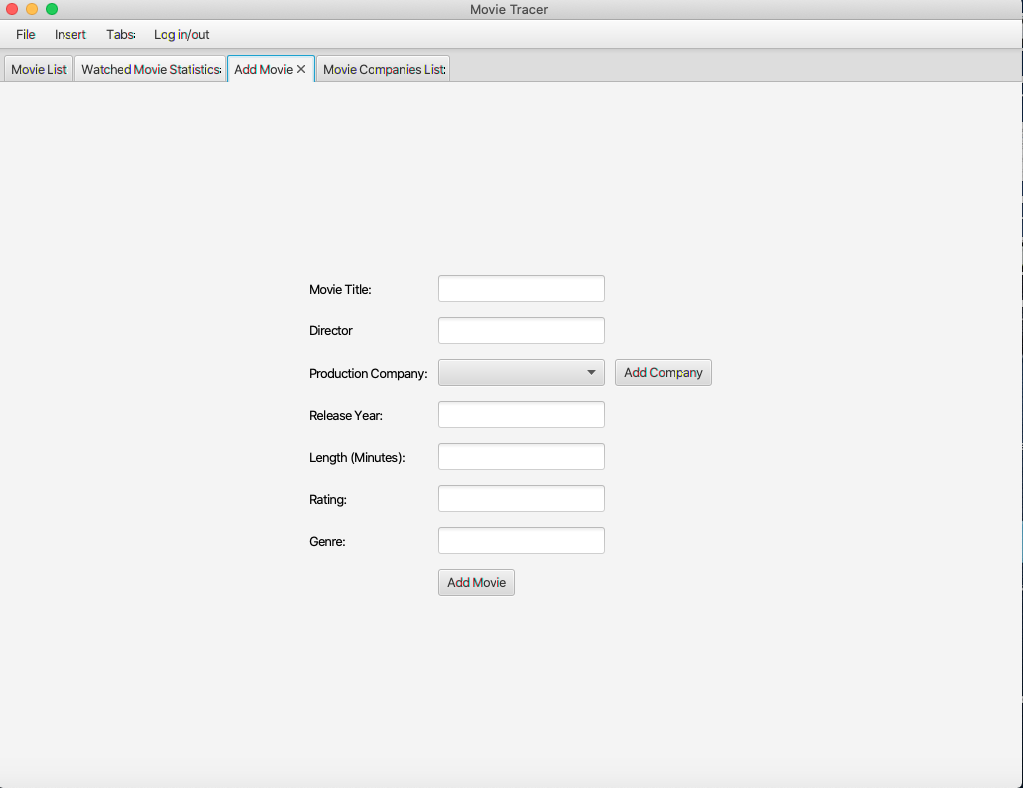 Movie Tracer
File Insert Tabs Log in/out
Movie List Watched Movie Statistics Add Movie Movie Companies List
Movie Title:
Director
Production Company: Add Company
Release Year:
Length (Minutes):
Rating:
Genre:
Add Movie